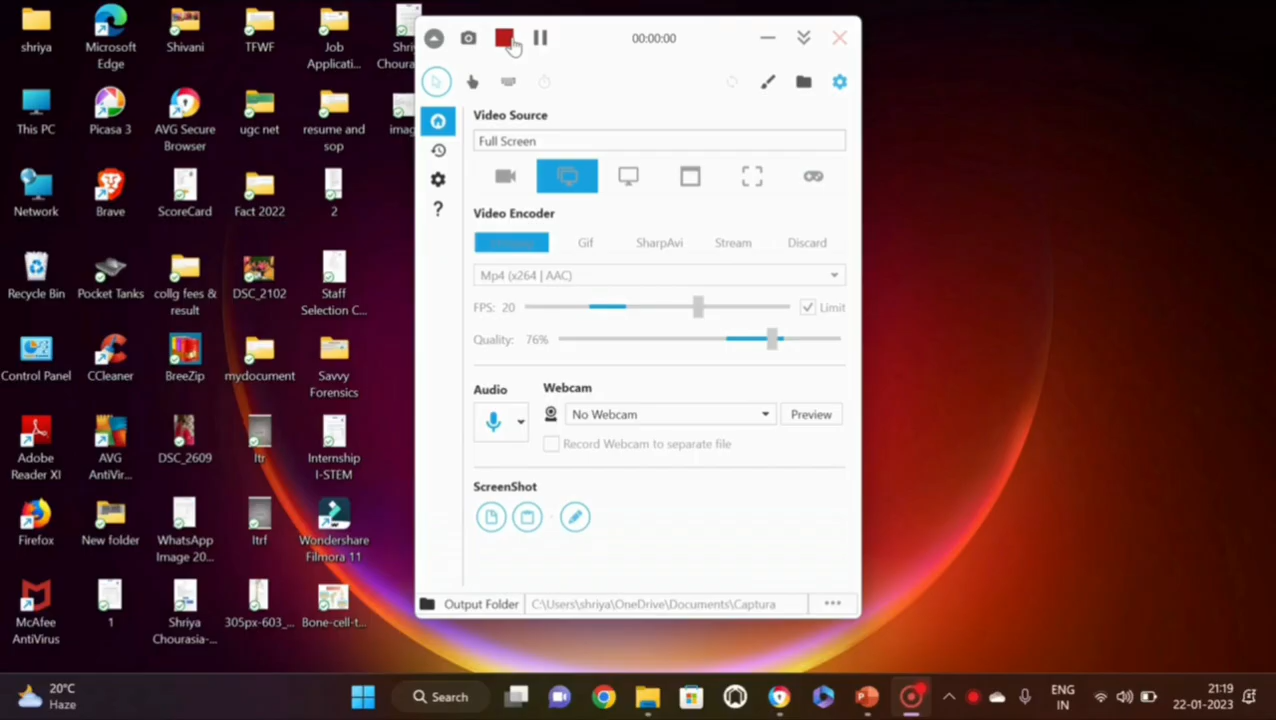 shriya
Microsoft
Edge
Shivani
TFWF
Job
Applicati...
Shri
Chouras
This PC
Picasa 3
AVG Secure
Browser
ugc net
resume and
sop
imag
Network
Brave
ScoreCard
Fact 2022
2
Recycle Bin
Pocket Tanks
collg fees &
result
DSC_2102
Staff
Selection C...
Control Panel
CCleaner
BreeZip
mydocument
Savvy
Forensics
Adobe
Reader XI
AVG
AntiVir...
DSC_2609
ltr
Internship
I-STEM
Firefox
New folder
WhatsApp
Image 20...
ltrf
Wondershare
Filmora 11
McAfee
AntiVirus
1
Shriya
Chourasia-...
305px-603_...
Bone-cell-t...
00:00:00
Video Source
Full Screen
Video Encoder
Gif
SharpAvi
Stream
Discard
Mp4 (x264 | AAC)
FPS: 20
Limit
Quality: 76%
Audio
Webcam
No Webcam
Preview
Record Webcam to separate file
ScreenShot
Output Folder
C:\Users\shriya\OneDrive\Documents\Captura
20°C
Haze
Search
ENG
IN
21:19
22-01-2023